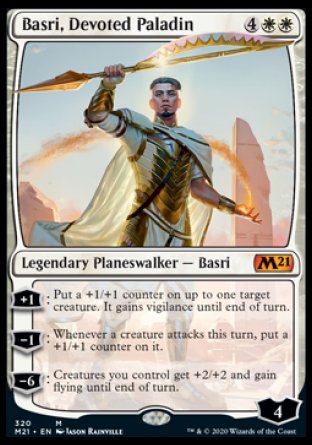 Basri, Devoted Paladin 4
Legendary Planeswalker — Basri M21
+1: Put a +1/+1 counter on up to one target
creature. It gains vigilance until end of turn.
-1: Whenever a creature attacks this turn, put a
+1/+1 counter on it.
-6: Creatures you control get +2/+2 and gain
flying until end of turn.
4
320 M
M21 • EN Jason Rainville
™ & © 2020 Wizards of the Coast